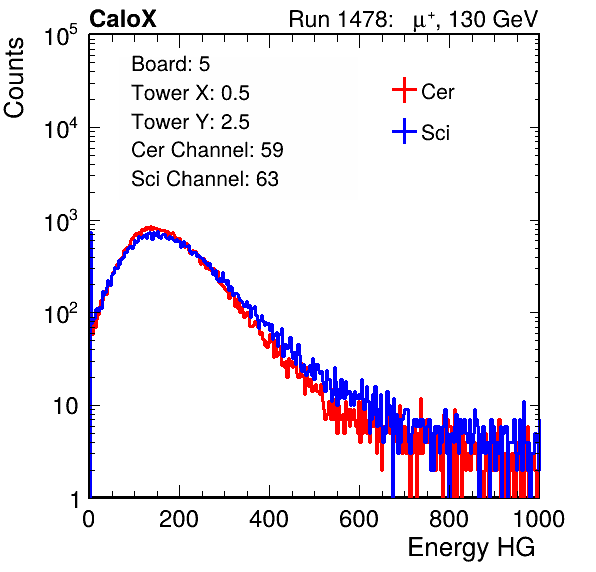 CaloX Run 1478: μ⁺, 130 GeV
Counts
10⁵
10⁴
10³
10²
10
1
Board: 5
Tower X: 0.5
Tower Y: 2.5
Cer Channel: 59
Sci Channel: 63
Cer
Sci
0 200 400 600 800 1000
Energy HG